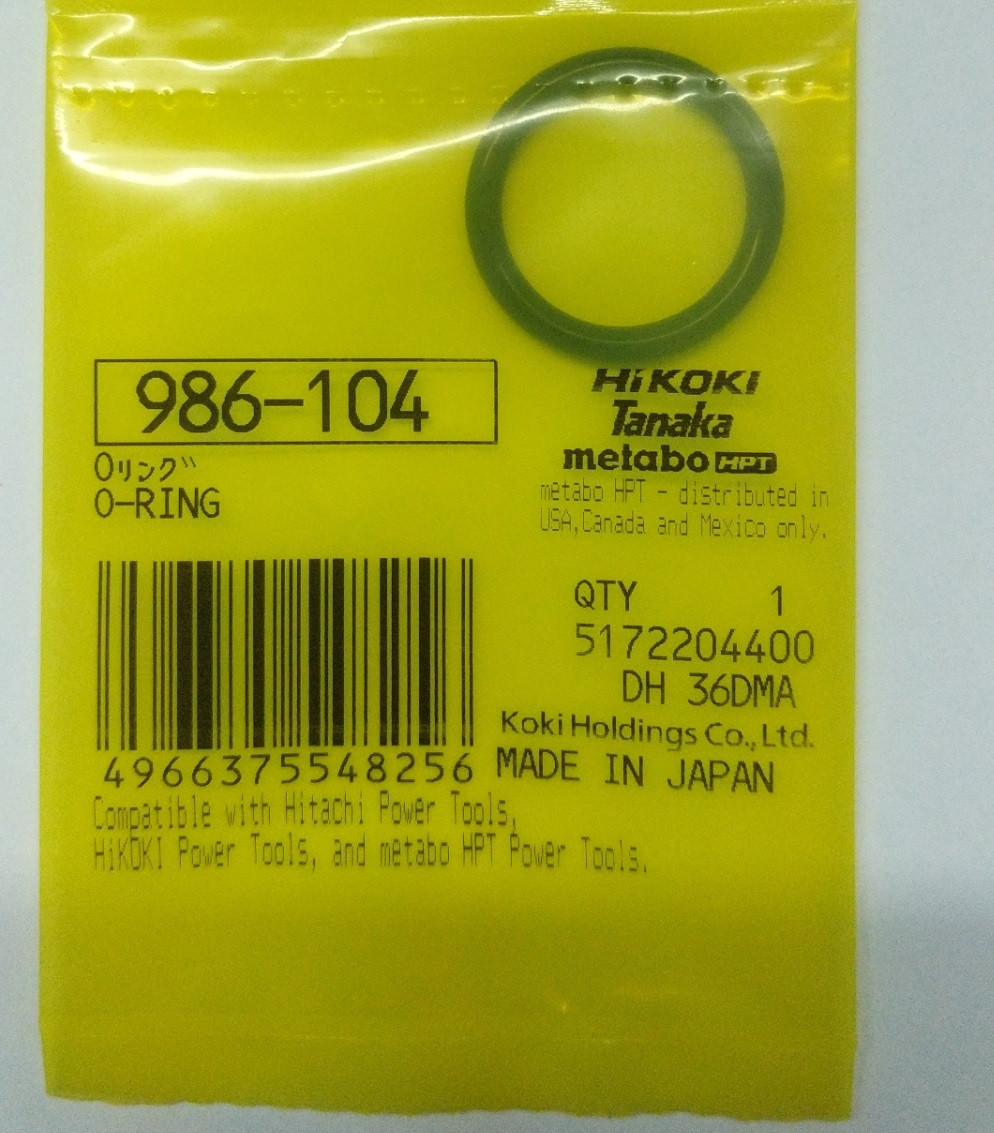 986-104
Oリング
O-RING
HiKOKI
Tanaka
metabo HPT
metabo HPT - distributed in
USA,Canada and Mexico only.
QTY 1
5172204400
DH 36DMA
Koki Holdings Co.,Ltd.
4966375548256
MADE IN JAPAN
Compatible with Hitachi Power Tools,
HiKOKI Power Tools, and metabo HPT Power Tools.